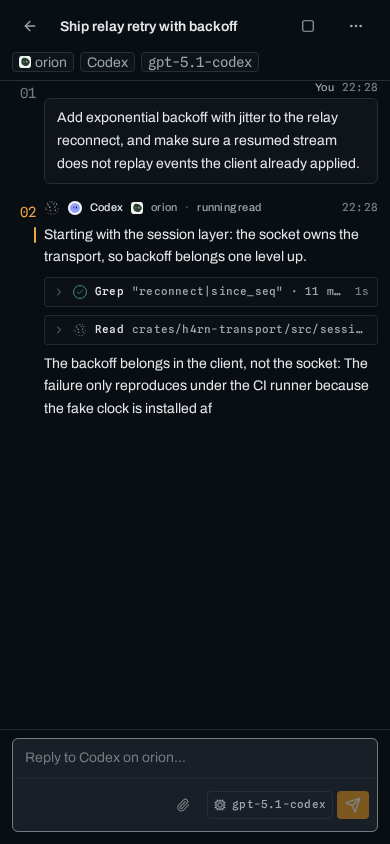 Ship relay retry with backoff
orion Codex gpt-5.1-codex
You 22:28
01
Add exponential backoff with jitter to the relay
reconnect, and make sure a resumed stream
does not replay events the client already applied.
02 Codex orion · running read 22:28
Starting with the session layer: the socket owns the
transport, so backoff belongs one level up.
Grep "reconnect|since_seq" · 11 m… 1s
Read crates/h4rn-transport/src/sessi…
The backoff belongs in the client, not the socket: The
failure only reproduces under the CI runner because
the fake clock is installed af
Reply to Codex on orion...
gpt-5.1-codex